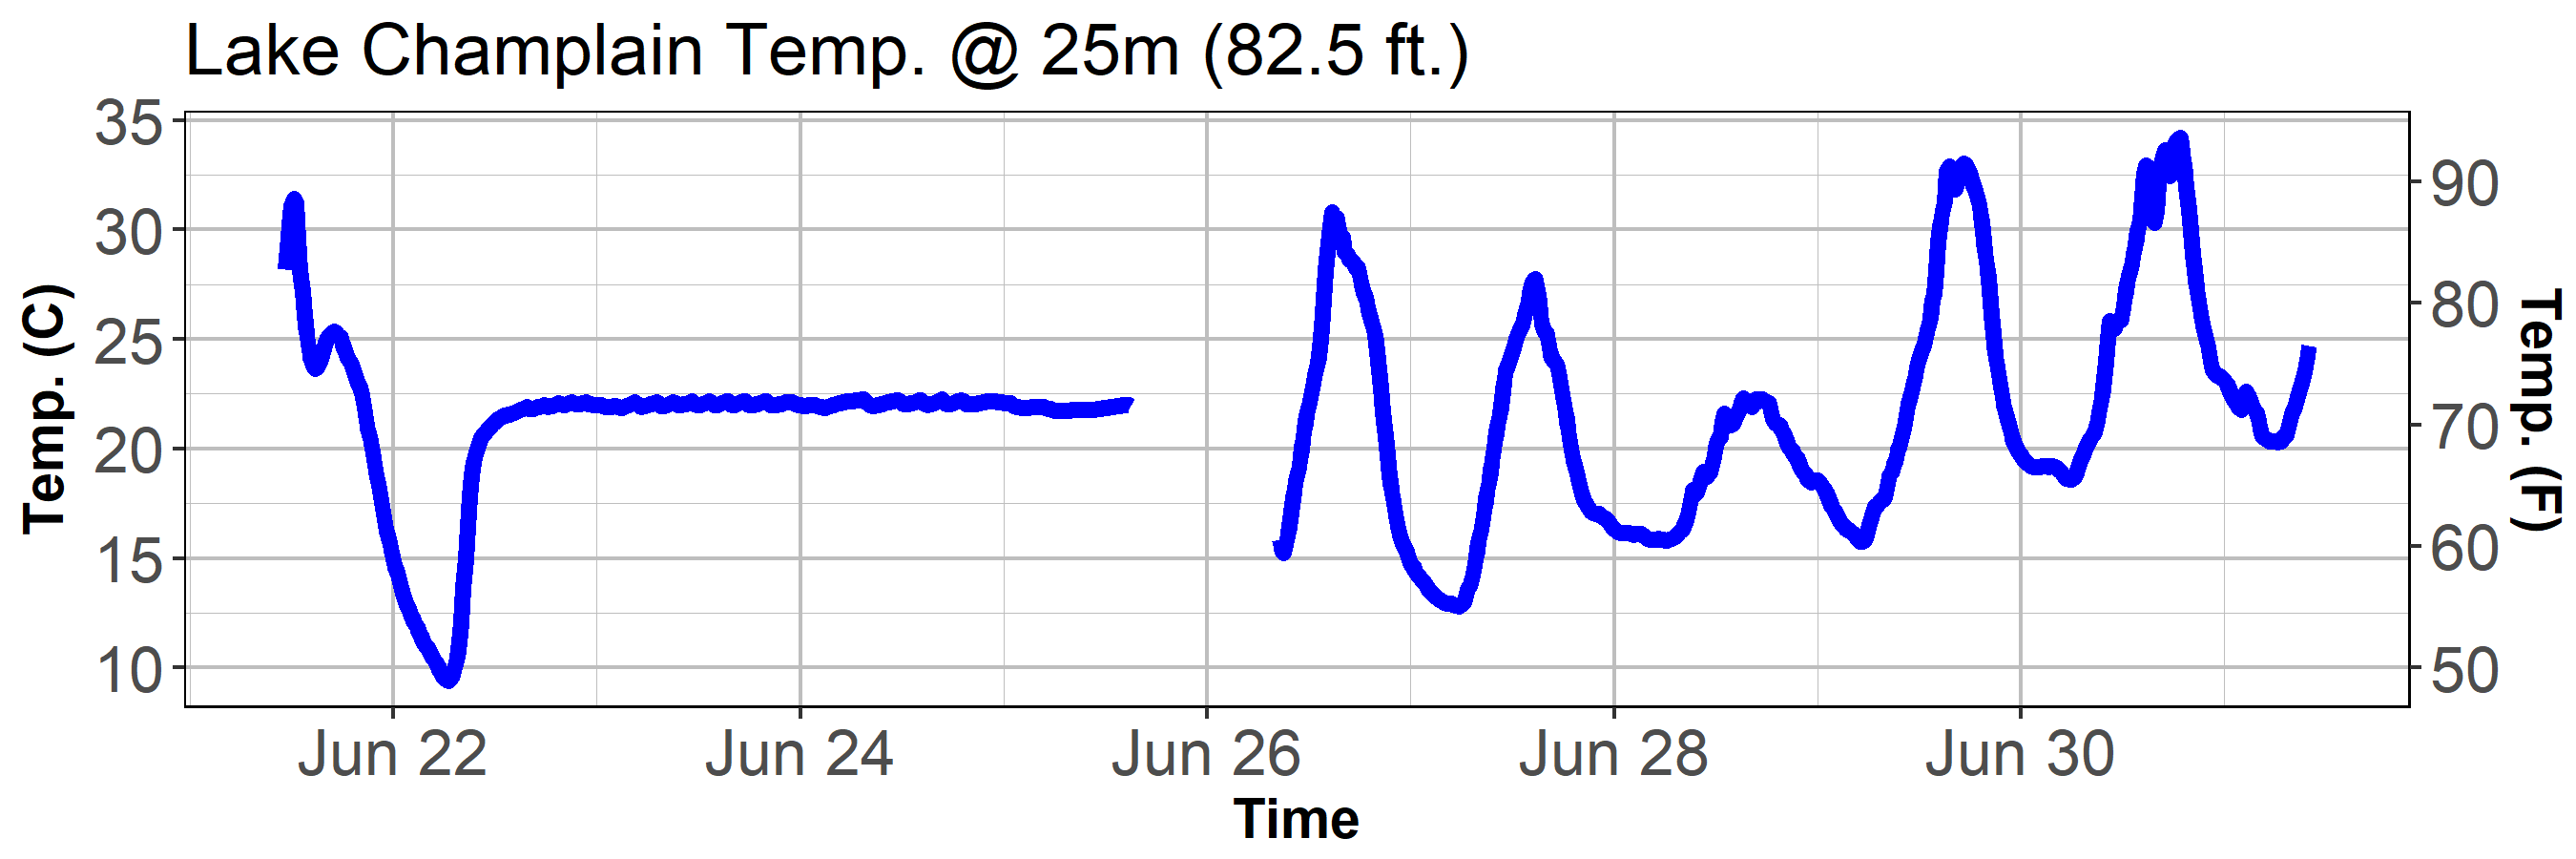 Lake Champlain Temp. @ 25m (82.5 ft.)
35
30
25
20
15
10
Temp. (C)
90
80
70
60
50
Temp. (F)
Jun 22 Jun 24 Jun 26 Jun 28 Jun 30
Time